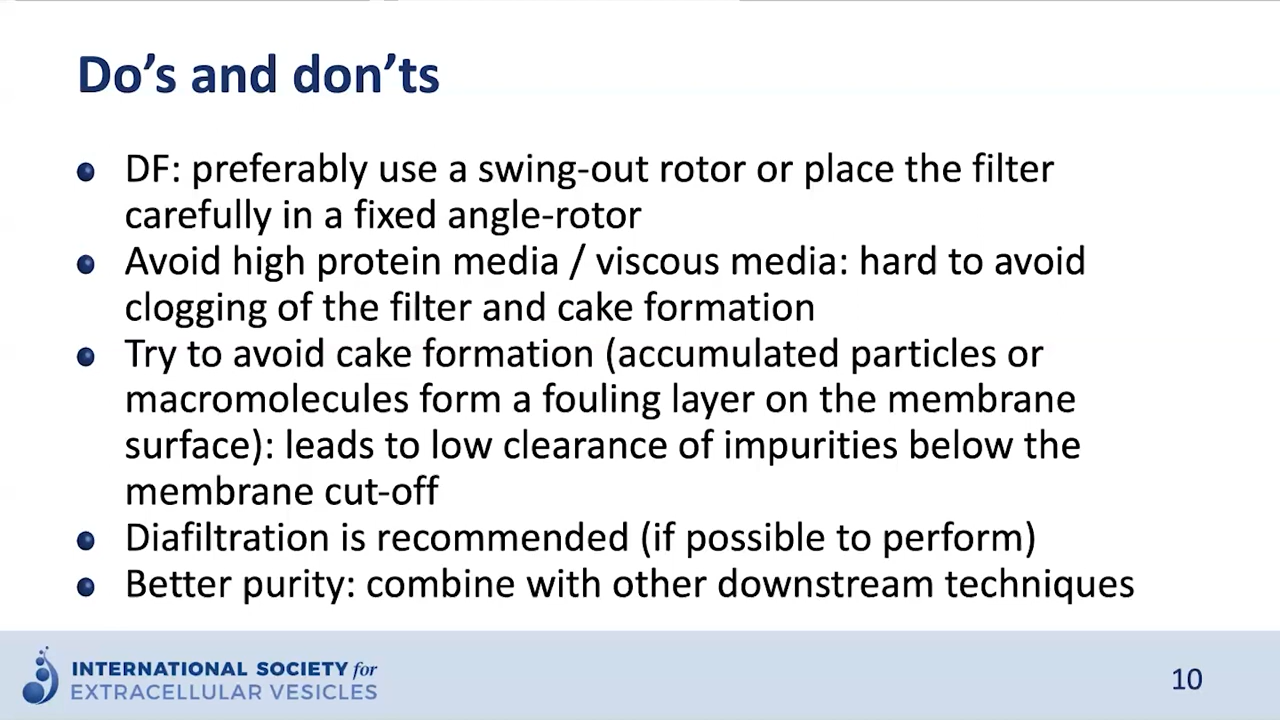 Do’s and don’ts
DF: preferably use a swing-out rotor or place the filter
carefully in a fixed angle-rotor
Avoid high protein media / viscous media: hard to avoid
clogging of the filter and cake formation
Try to avoid cake formation (accumulated particles or
macromolecules form a fouling layer on the membrane
surface): leads to low clearance of impurities below the
membrane cut-off
Diafiltration is recommended (if possible to perform)
Better purity: combine with other downstream techniques
INTERNATIONAL SOCIETY for
EXTRACELLULAR VESICLES
10